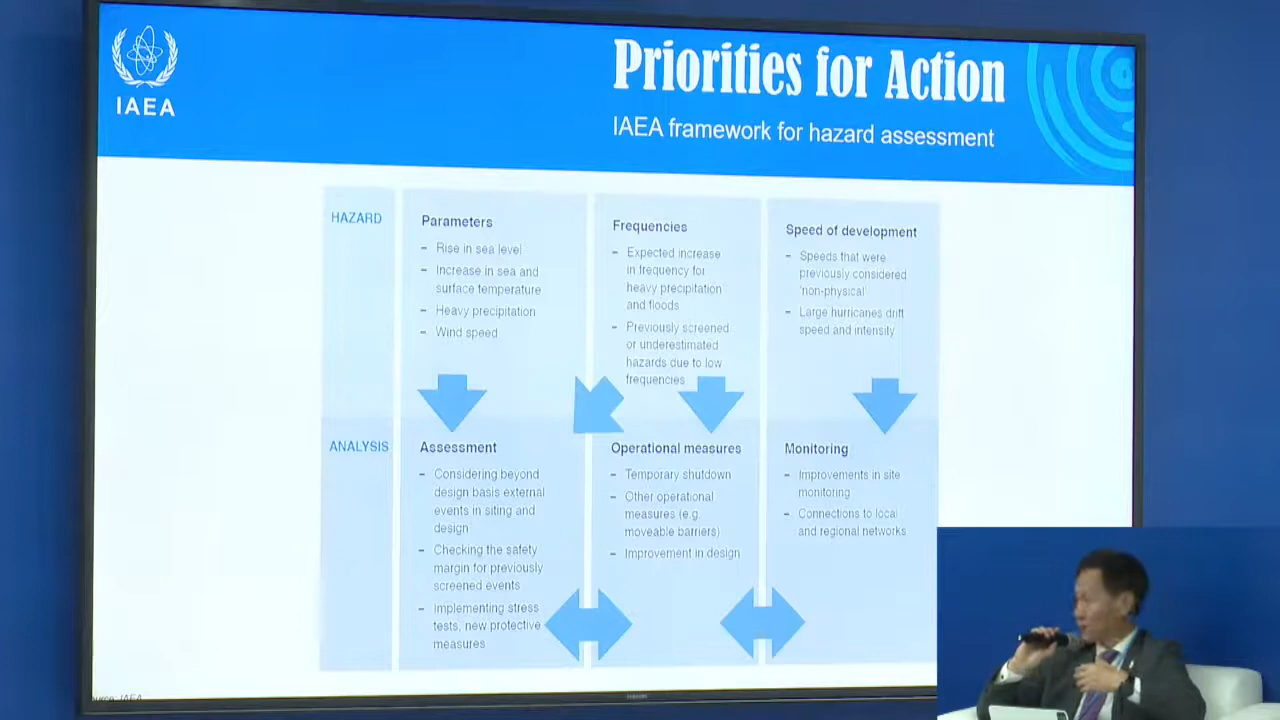 IAEA
Priorities for Action
IAEA framework for hazard assessment
HAZARD
Parameters
– Rise in sea level
– Increase in sea and
surface temperature
– Heavy precipitation
– Wind speed
Frequencies
– Expected increase
in frequency for
heavy precipitation
and floods
– Previously screened
or underestimated
hazards due to low
frequencies
Speed of development
– Speeds that were
previously considered
'non-physical'
– Large hurricanes drift
speed and intensity
ANALYSIS
Assessment
– Considering beyond
design basis external
events in siting and
design
– Checking the safety
margin for previously
screened events
– Implementing stress
tests, new protective
measures
Operational measures
– Temporary shutdown
– Other operational
measures (e.g.
moveable barriers)
– Improvement in design
Monitoring
– Improvements in site
monitoring
– Connections to local
and regional networks
IAEA